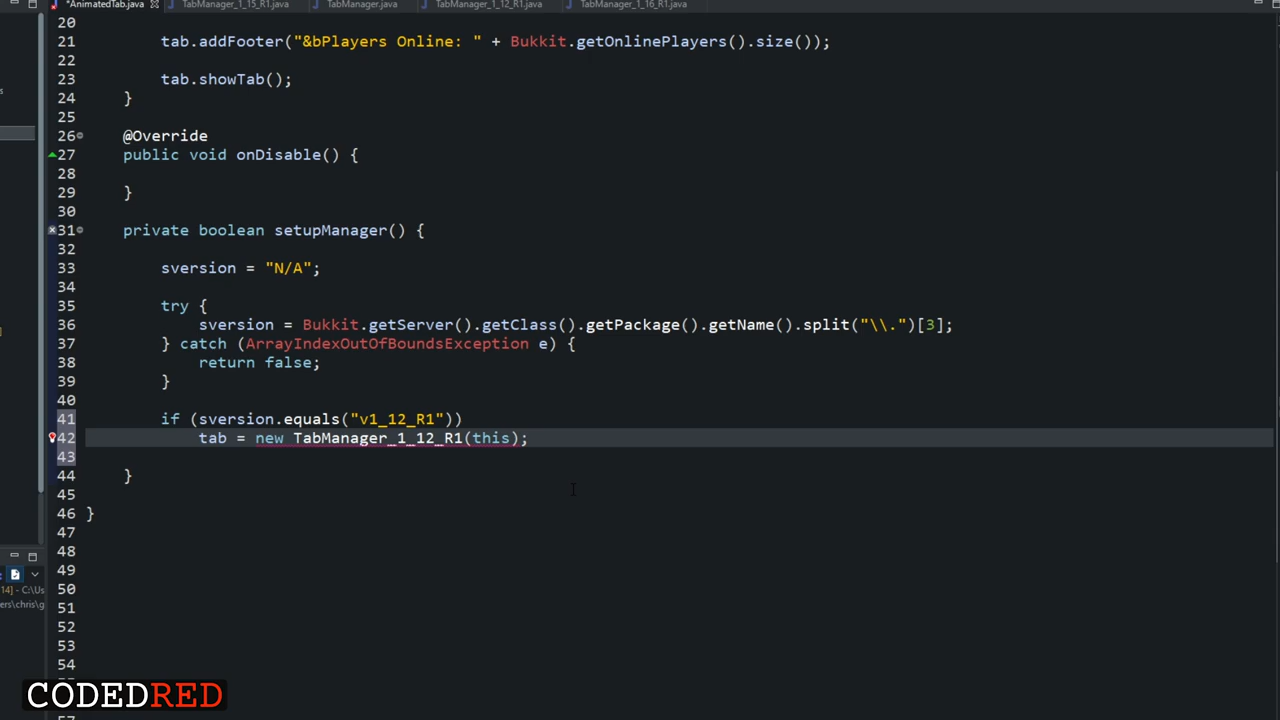 *AnimatedTab.java TabManager_1_15_R1.java TabManager.java TabManager_1_12_R1.java TabManager_1_16_R1.java
20
21 tab.addFooter("&bPlayers Online: " + Bukkit.getOnlinePlayers().size());
22
23 tab.showTab();
24 }
25
26 @Override
27 public void onDisable() {
28
29 }
30
31 private boolean setupManager() {
32
33 sversion = "N/A";
34
35 try {
36 sversion = Bukkit.getServer().getClass().getPackage().getName().split("\\.")[3];
37 } catch (ArrayIndexOutOfBoundsException e) {
38 return false;
39 }
40
41 if (sversion.equals("v1_12_R1"))
42 tab = new TabManager_1_12_R1(this);
43
44 }
45
46 }
47
48
49
50
14] - C:\Us
51
ers\chris\g
52
53
54
CODEDRED